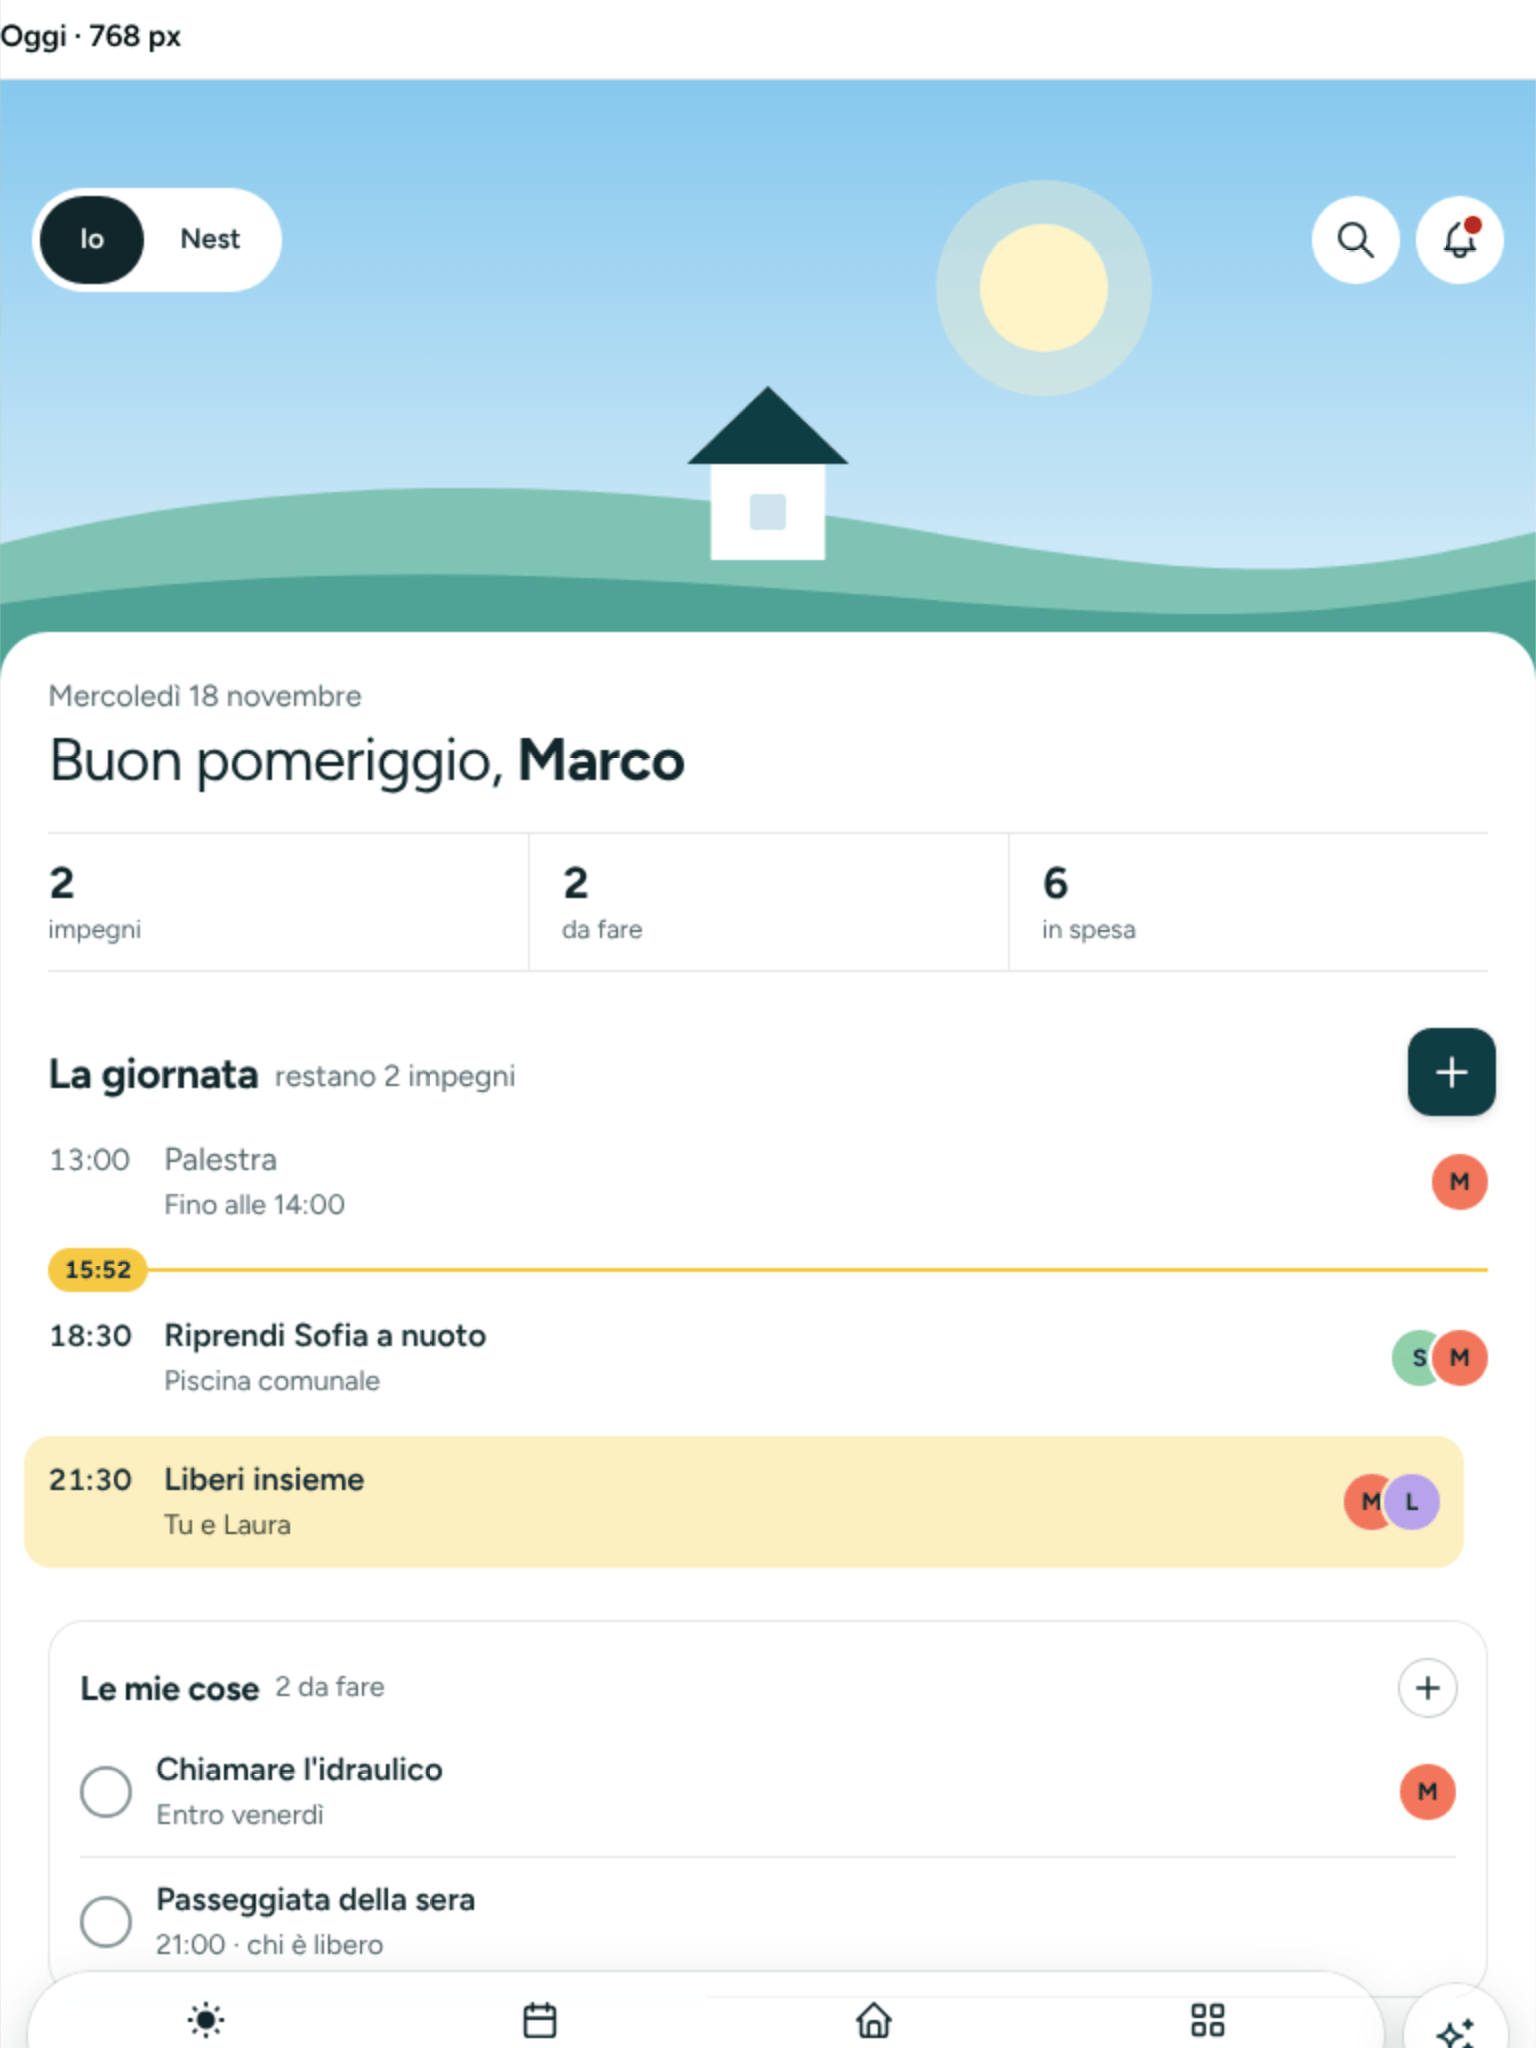 Oggi · 768 px
Io
Nest
Mercoledì 18 novembre
Buon pomeriggio, Marco
2
impegni
2
da fare
6
in spesa
La giornata restano 2 impegni
13:00 Palestra
Fino alle 14:00
M
15:52
18:30 Riprendi Sofia a nuoto
Piscina comunale
S M
21:30 Liberi insieme
Tu e Laura
M L
Le mie cose 2 da fare
Chiamare l'idraulico
Entro venerdì
M
Passeggiata della sera
21:00 · chi è libero